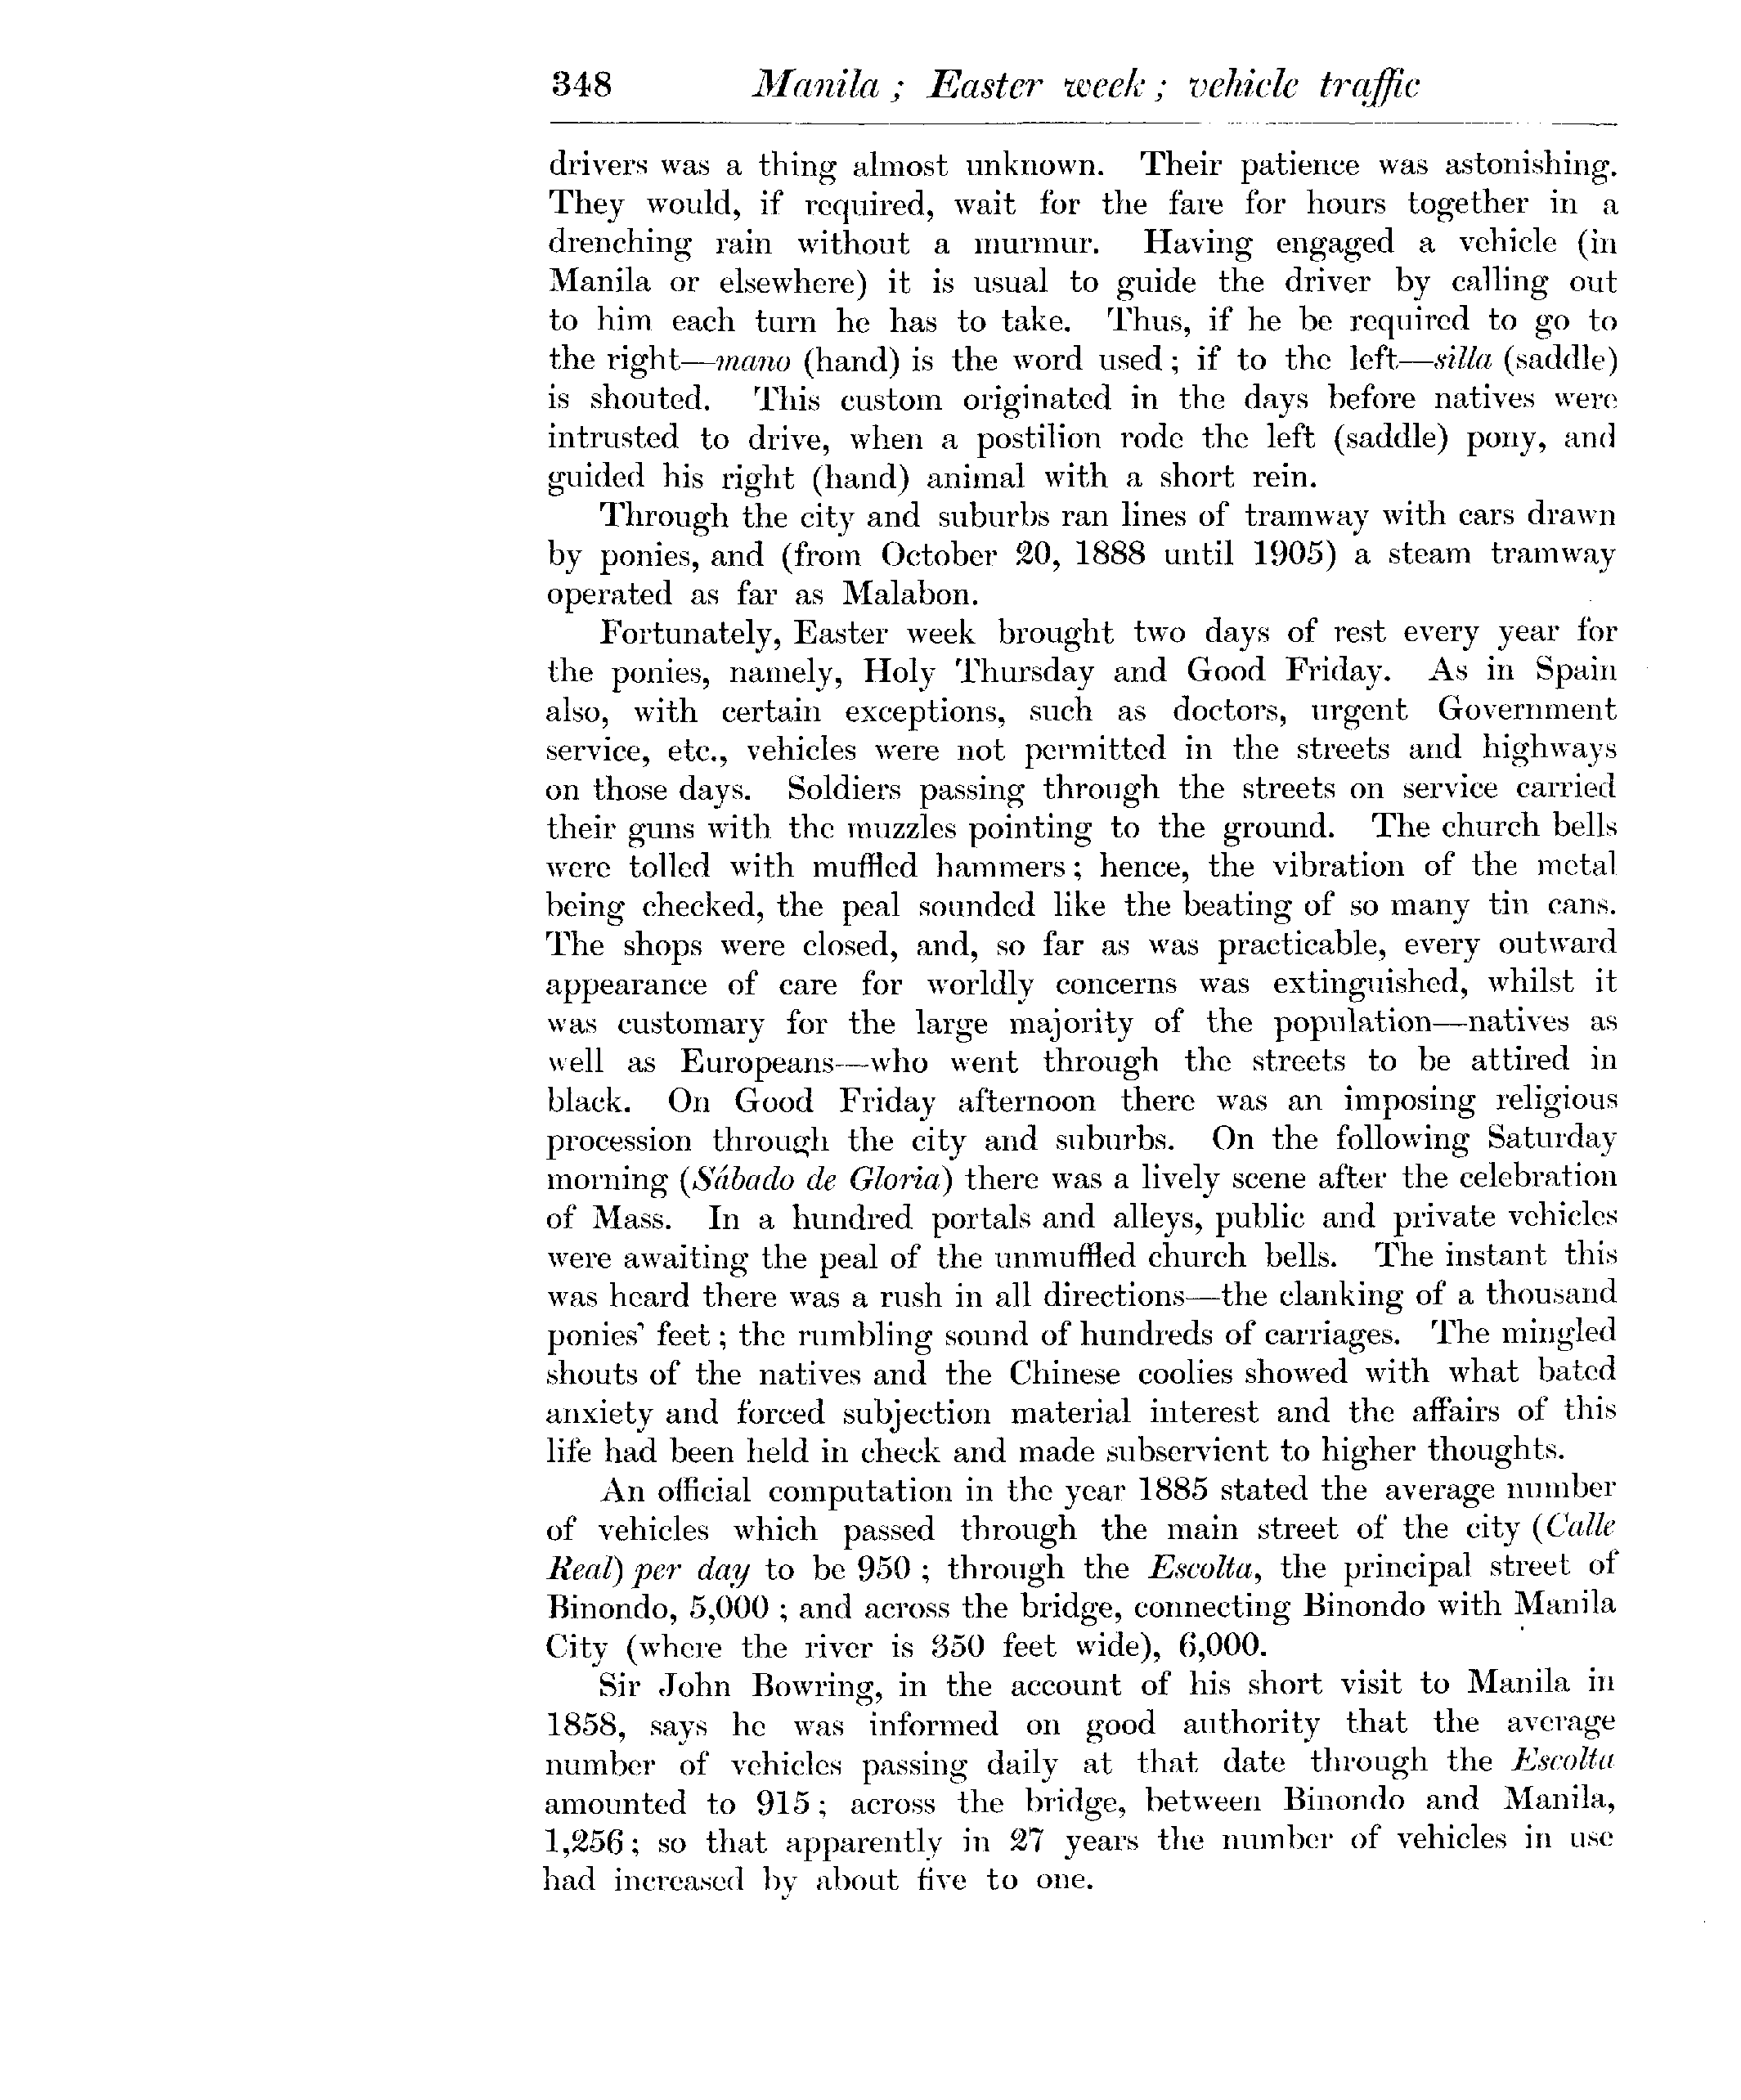 348 Manila ; Easter week ; vehicle traffic
drivers was a thing almost unknown. Their patience was astonishing.
They would, if required, wait for the fare for hours together in a
drenching rain without a murmur. Having engaged a vehicle (in
Manila or elsewhere) it is usual to guide the driver by calling out
to him each turn he has to take. Thus, if he be required to go to
the right—mano (hand) is the word used ; if to the left—silla (saddle)
is shouted. This custom originated in the days before natives were
intrusted to drive, when a postilion rode the left (saddle) pony, and
guided his right (hand) animal with a short rein.
Through the city and suburbs ran lines of tramway with cars drawn
by ponies, and (from October 20, 1888 until 1905) a steam tramway
operated as far as Malabon.
Fortunately, Easter week brought two days of rest every year for
the ponies, namely, Holy Thursday and Good Friday. As in Spain
also, with certain exceptions, such as doctors, urgent Government
service, etc., vehicles were not permitted in the streets and highways
on those days. Soldiers passing through the streets on service carried
their guns with the muzzles pointing to the ground. The church bells
were tolled with muffled hammers ; hence, the vibration of the metal
being checked, the peal sounded like the beating of so many tin cans.
The shops were closed, and, so far as was practicable, every outward
appearance of care for worldly concerns was extinguished, whilst it
was customary for the large majority of the population—natives as
well as Europeans—who went through the streets to be attired in
black. On Good Friday afternoon there was an imposing religious
procession through the city and suburbs. On the following Saturday
morning (Sábado de Gloria) there was a lively scene after the celebration
of Mass. In a hundred portals and alleys, public and private vehicles
were awaiting the peal of the unmuffled church bells. The instant this
was heard there was a rush in all directions—the clanking of a thousand
ponies' feet ; the rumbling sound of hundreds of carriages. The mingled
shouts of the natives and the Chinese coolies showed with what bated
anxiety and forced subjection material interest and the affairs of this
life had been held in check and made subservient to higher thoughts.
An official computation in the year 1885 stated the average number
of vehicles which passed through the main street of the city (Calle
Real) per day to be 950 ; through the Escolta, the principal street of
Binondo, 5,000 ; and across the bridge, connecting Binondo with Manila
City (where the river is 350 feet wide), 6,000.
Sir John Bowring, in the account of his short visit to Manila in
1858, says he was informed on good authority that the average
number of vehicles passing daily at that date through the Escolta
amounted to 915 ; across the bridge, between Binondo and Manila,
1,256 ; so that apparently in 27 years the number of vehicles in use
had increased by about five to one.